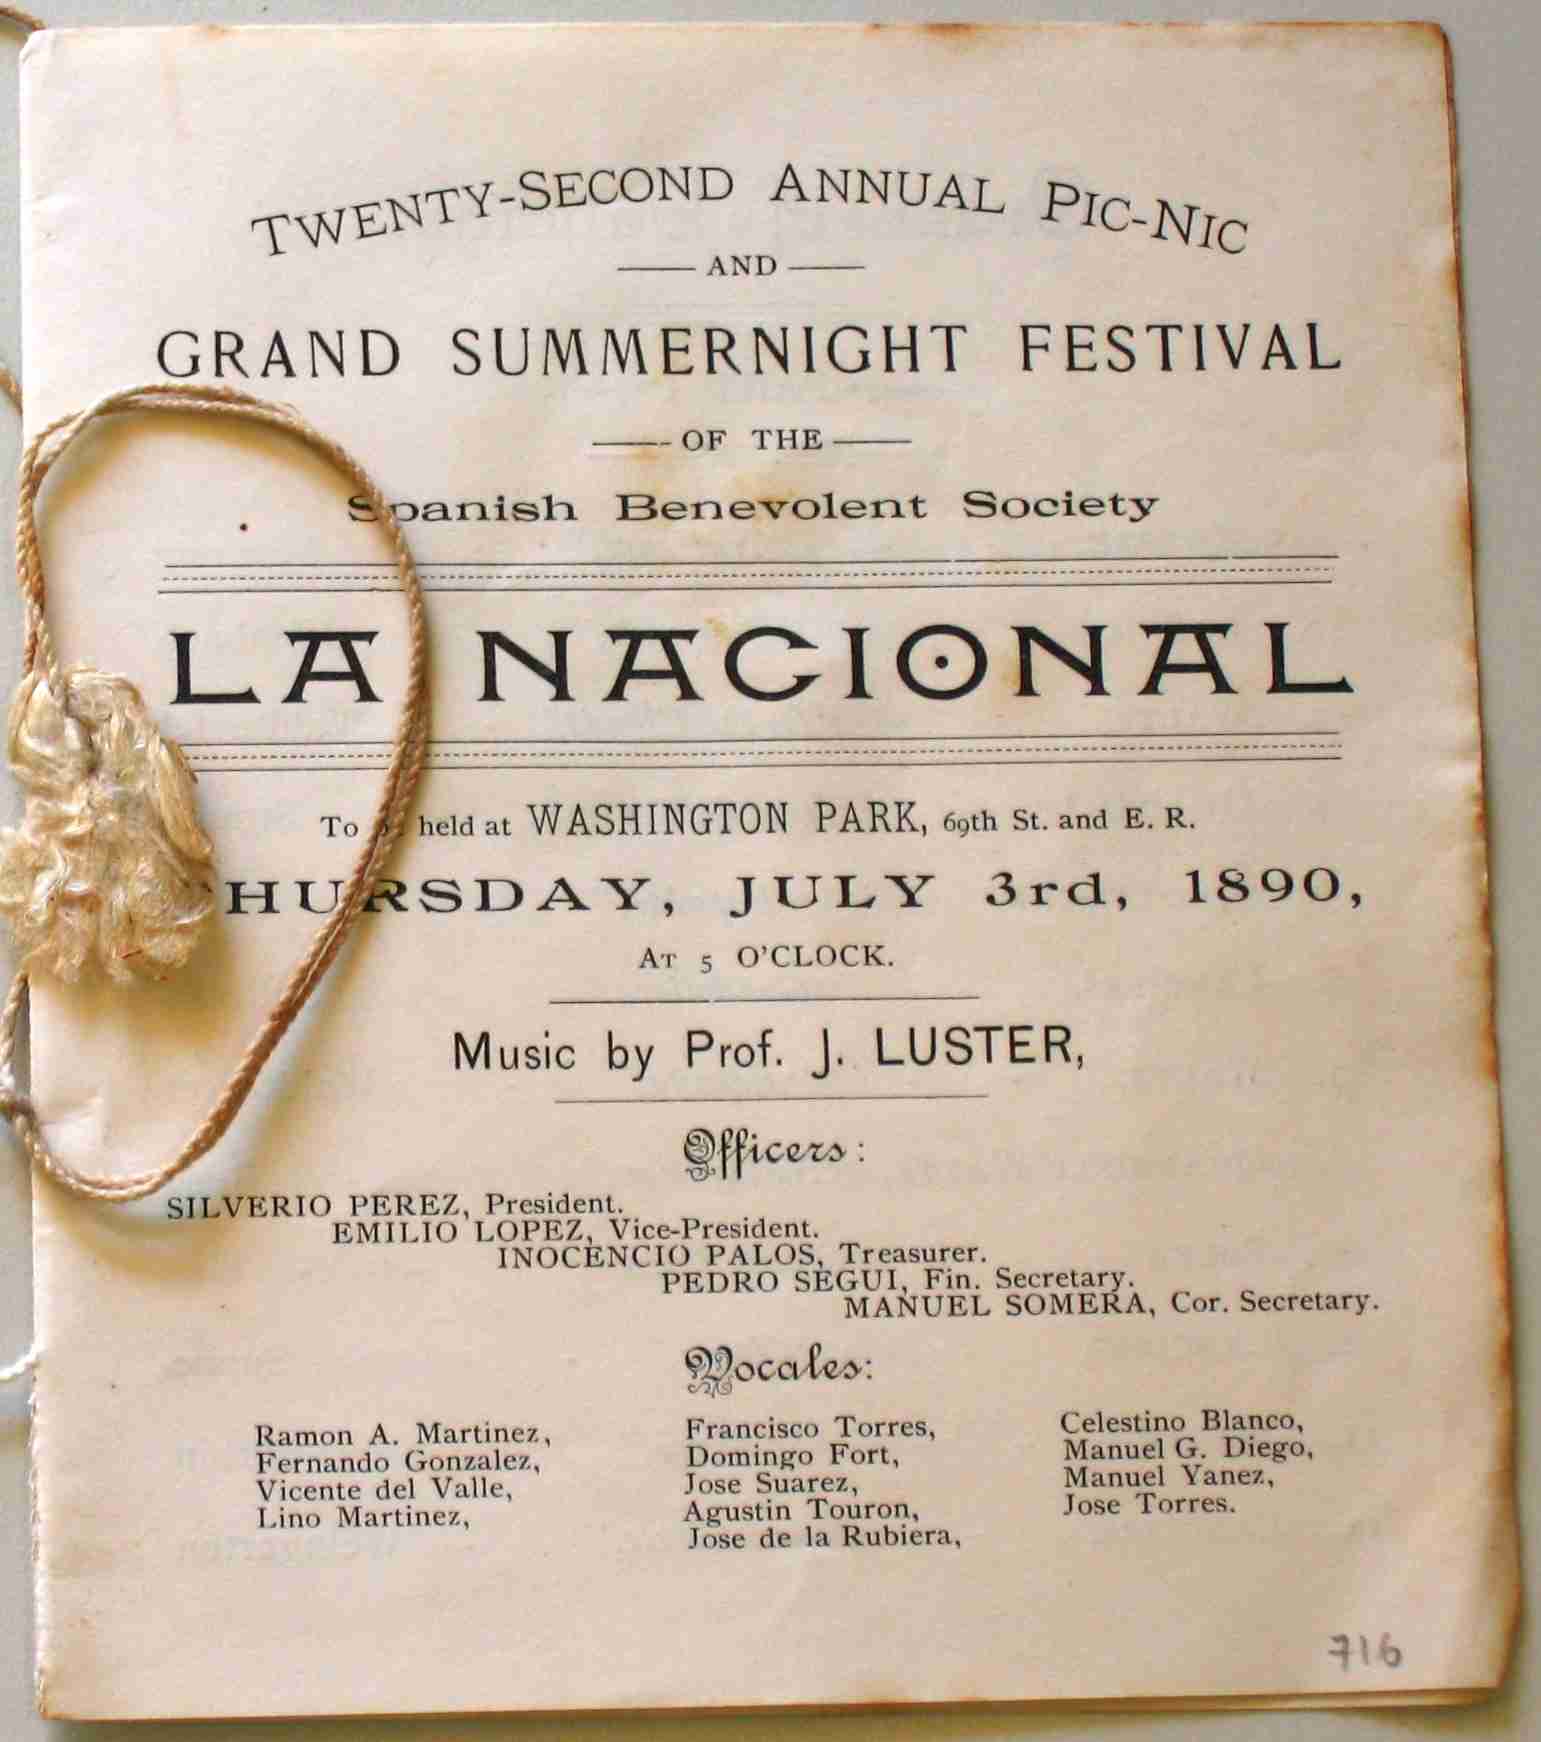 TWENTY-SECOND ANNUAL PIC-NIC
AND
GRAND SUMMERNIGHT FESTIVAL
OF THE
Spanish Benevolent Society
LA NACIONAL
To be held at WASHINGTON PARK, 69th St. and E. R.
THURSDAY, JULY 3rd, 1890,
AT 5 O'CLOCK.
Music by Prof. J. LUSTER,
Officers:
SILVERIO PEREZ, President.
EMILIO LOPEZ, Vice-President.
INOCENCIO PALOS, Treasurer.
PEDRO SEGUI, Fin. Secretary.
MANUEL SOMERA, Cor. Secretary.
Vocales:
Ramon A. Martinez,
Fernando Gonzalez,
Vicente del Valle,
Lino Martinez,
Francisco Torres,
Domingo Fort,
Jose Suarez,
Agustin Touron,
Jose de la Rubiera,
Celestino Blanco,
Manuel G. Diego,
Manuel Yanez,
Jose Torres.
716